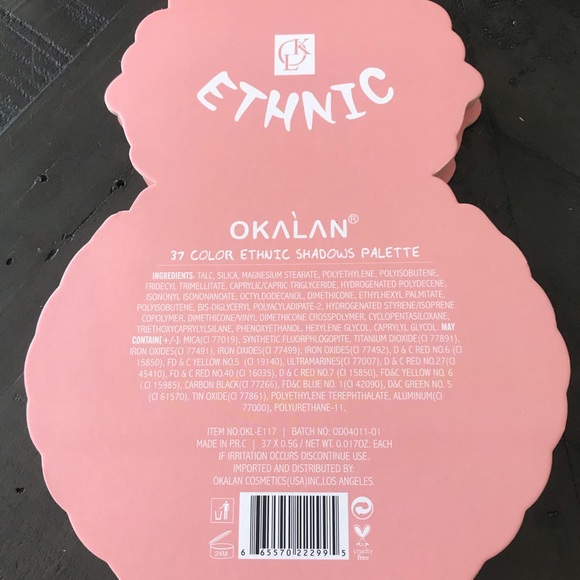 OKL
ETHNIC
OKALAN®
37 COLOR ETHNIC SHADOWS PALETTE
INGREDIENTS. TALC, SILICA, MAGNESIUM STEARATE, POLYETHYLENE, POLYISOBUTENE,
TRIDECYL TRIMELLITATE, CAPRYLIC/CAPRIC TRIGLYCERIDE, HYDROGENATED POLYDECENE,
ISONONYL ISONONANOATE, OCTYLDODECANOL, DIMETHICONE, ETHYLHEXYL PALMITATE,
POLYISOBUTENE, BIS-DIGLYCERYL POLYACYLADIPATE-2, HYDROGENATED STYRENE/ISOPRENE
COPOLYMER, DIMETHICONE/VINYL DIMETHICONE CROSSPOLYMER, CYCLOPENTASILOXANE,
TRIETHOXYCAPRYLYLSILANE, PHENOXYETHANOL, HEXYLENE GLYCOL, CAPRYLYL GLYCOL. MAY
CONTAIN(+/-): MICA(CI 77019), SYNTHETIC FLUORPHLOGOPITE, TITANIUM DIOXIDE(CI 77891),
IRON OXIDES(CI 77491), IRON OXIDES(CI 77499), IRON OXIDES(CI 77492), D & C RED NO.6 (CI
15850), FD & C YELLOW NO.5 (CI 19140), ULTRAMARINES(CI 77007), D & C RED NO.27(CI
45410), FD & C RED NO.40 (CI 16035), D & C RED NO.7 (CI 15850), FD&C YELLOW. NO. 6
(CI 15985), CARBON BLACK(CI 77266), FD&C BLUE NO. 1(CI 42090), D&C GREEN NO. 5
(CI 61570), TIN OXIDE(CI 77861), POLYETHYLENE TEREPHTHALATE, ALUMINUM(CI
77000), POLYURETHANE-11.
ITEM NO:OKL-E117 | BATCH NO: OD04011-01
MADE IN P.R.C | 37 X 0.5G / NET WT. 0.017OZ. EACH
IF IRRITATION OCCURS DISCONTINUE USE.
IMPORTED AND DISTRIBUTED BY:
OKALAN COSMETICS(USA)INC, LOS ANGELES.
24M
6 65570 22299 5
cruelty
free